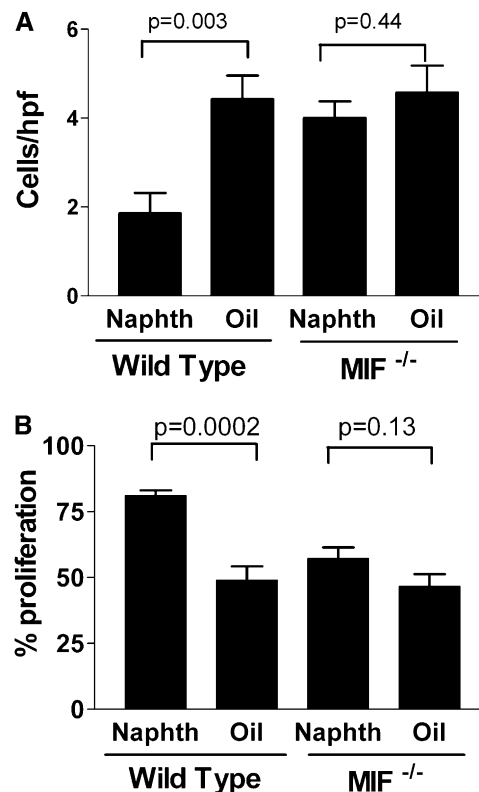 A
p=0.003
p=0.44
Cells/hpf
6
4
2
0
Naphth Oil Naphth Oil
Wild Type MIF -/-
B
p=0.0002
p=0.13
% proliferation
100
75
50
25
0
Naphth Oil Naphth Oil
Wild Type MIF -/-